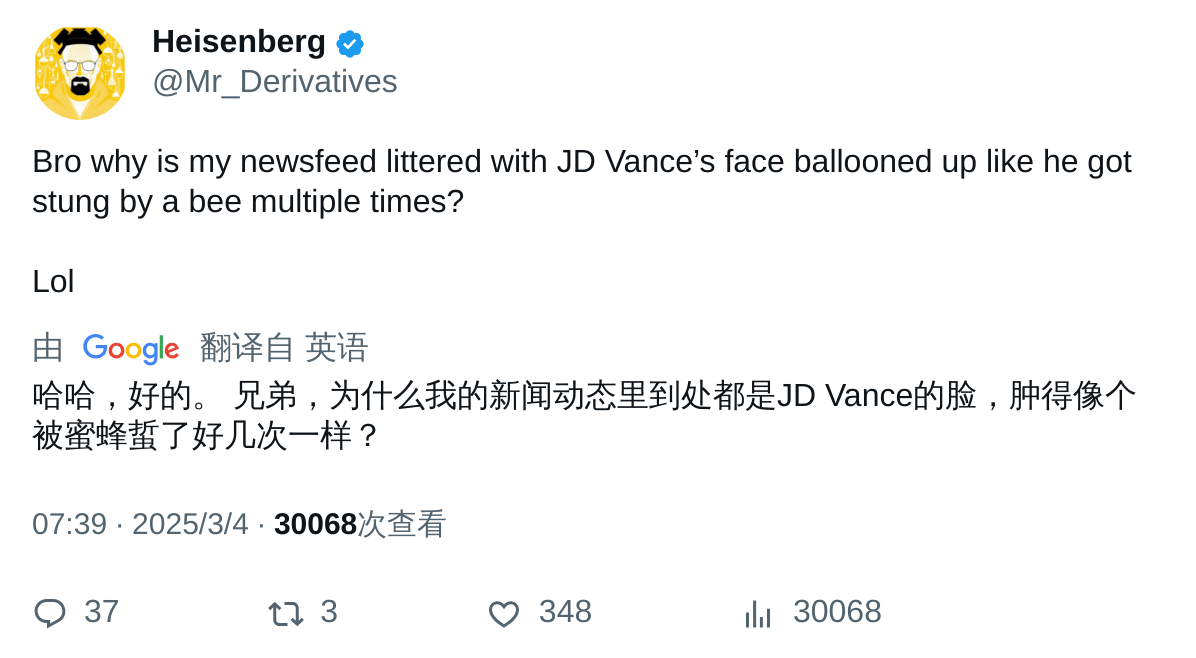 Heisenberg
@Mr_Derivatives
Bro why is my newsfeed littered with JD Vance’s face ballooned up like he got
stung by a bee multiple times?
Lol
由 Google 翻译自 英语
哈哈，好的。 兄弟，为什么我的新闻动态里到处都是JD Vance的脸，肿得像个
被蜜蜂蜇了好几次一样？
07:39 · 2025/3/4 · 30068次查看
37 3 348 30068